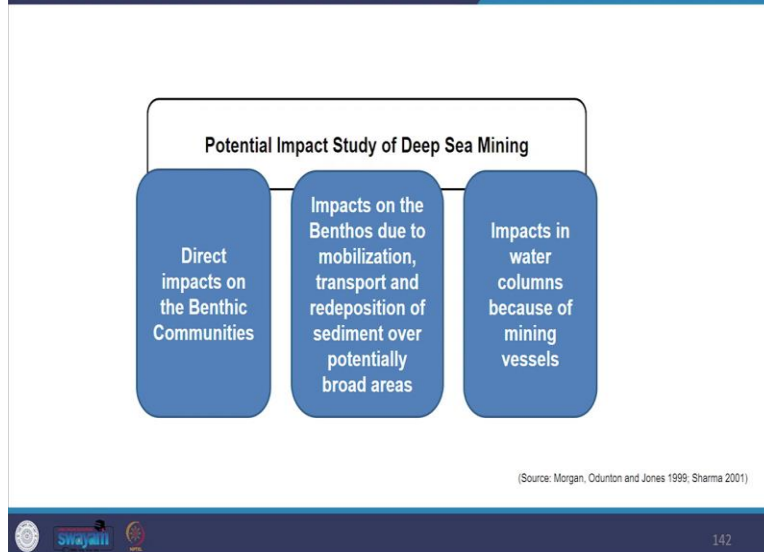 Potential Impact Study of Deep Sea Mining
Direct
impacts on
the Benthic
Communities
Impacts on the
Benthos due to
mobilization,
transport and
redeposition of
sediment over
potentially
broad areas
Impacts in
water
columns
because of
mining
vessels
(Source: Morgan, Odunton and Jones 1999; Sharma 2001)
swayam
142